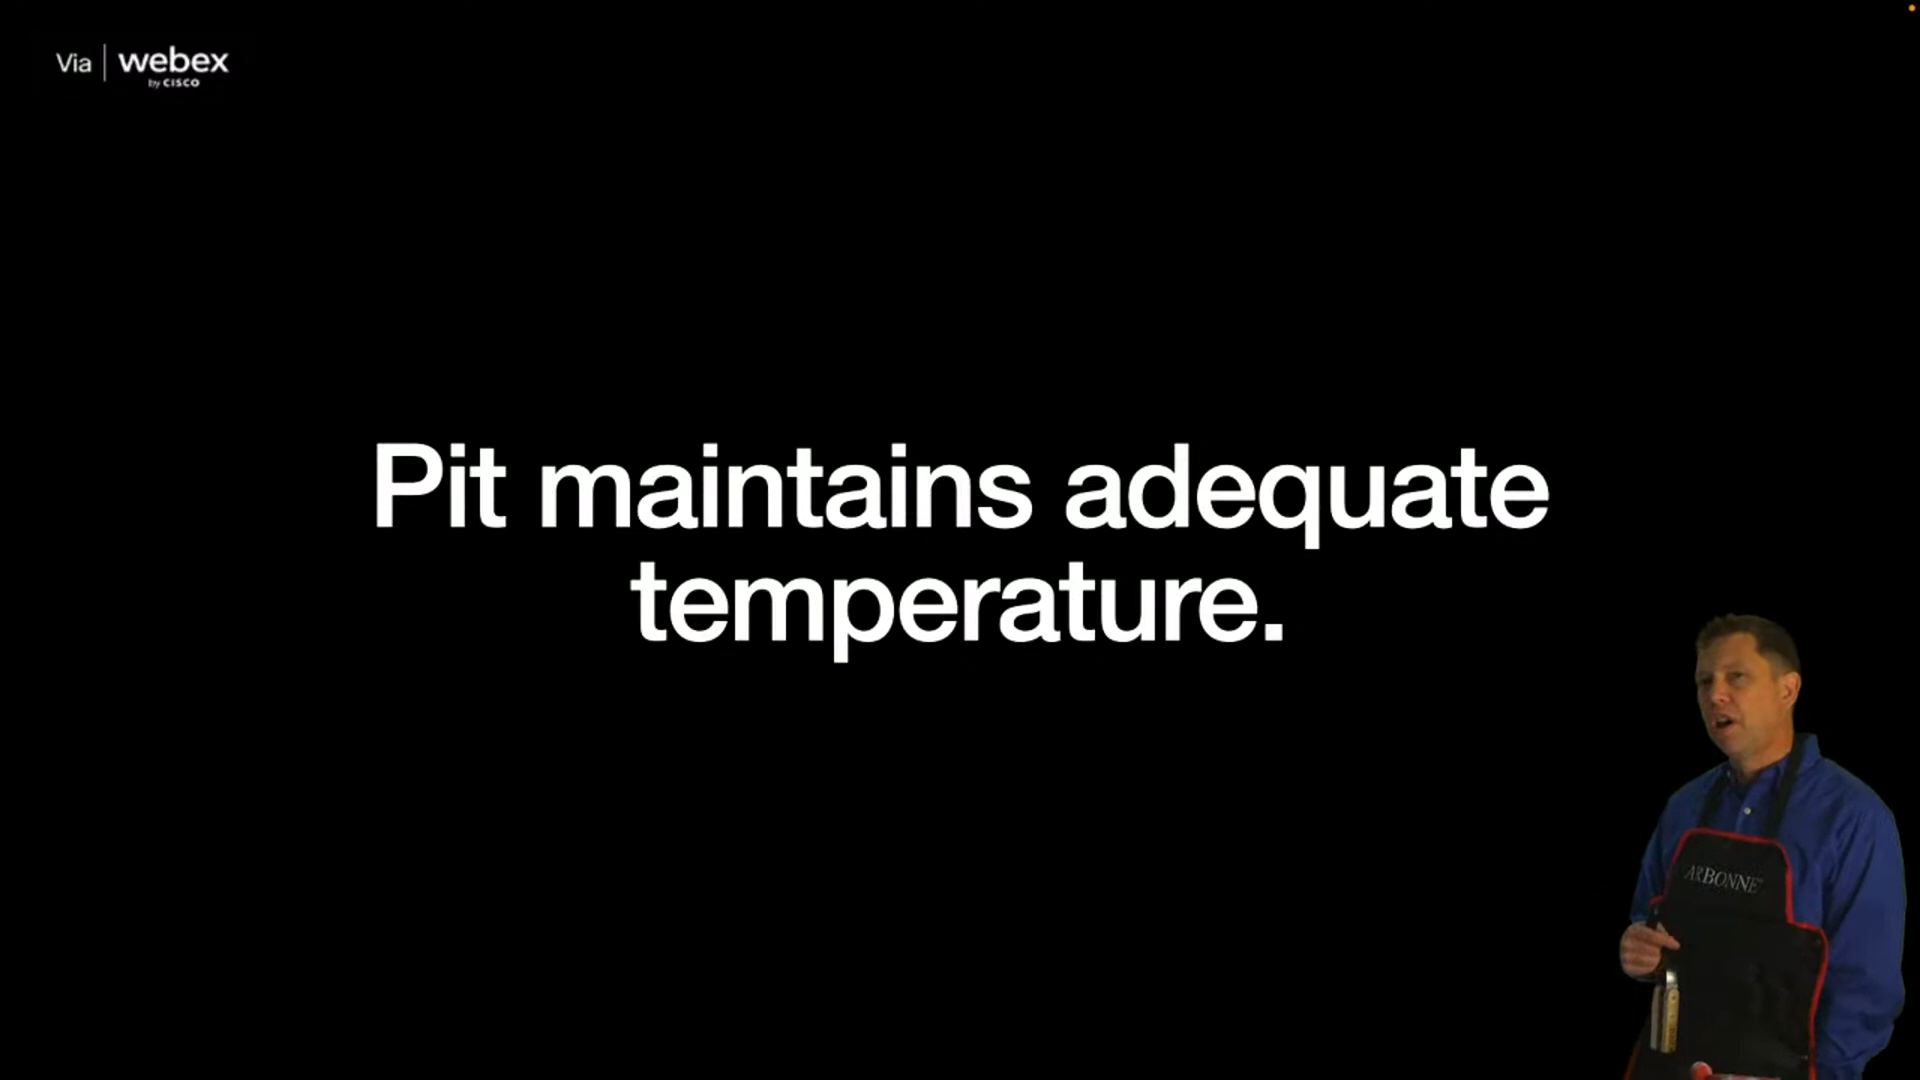 Via | webex
by CISCO
Pit maintains adequate
temperature.
ARBONNE